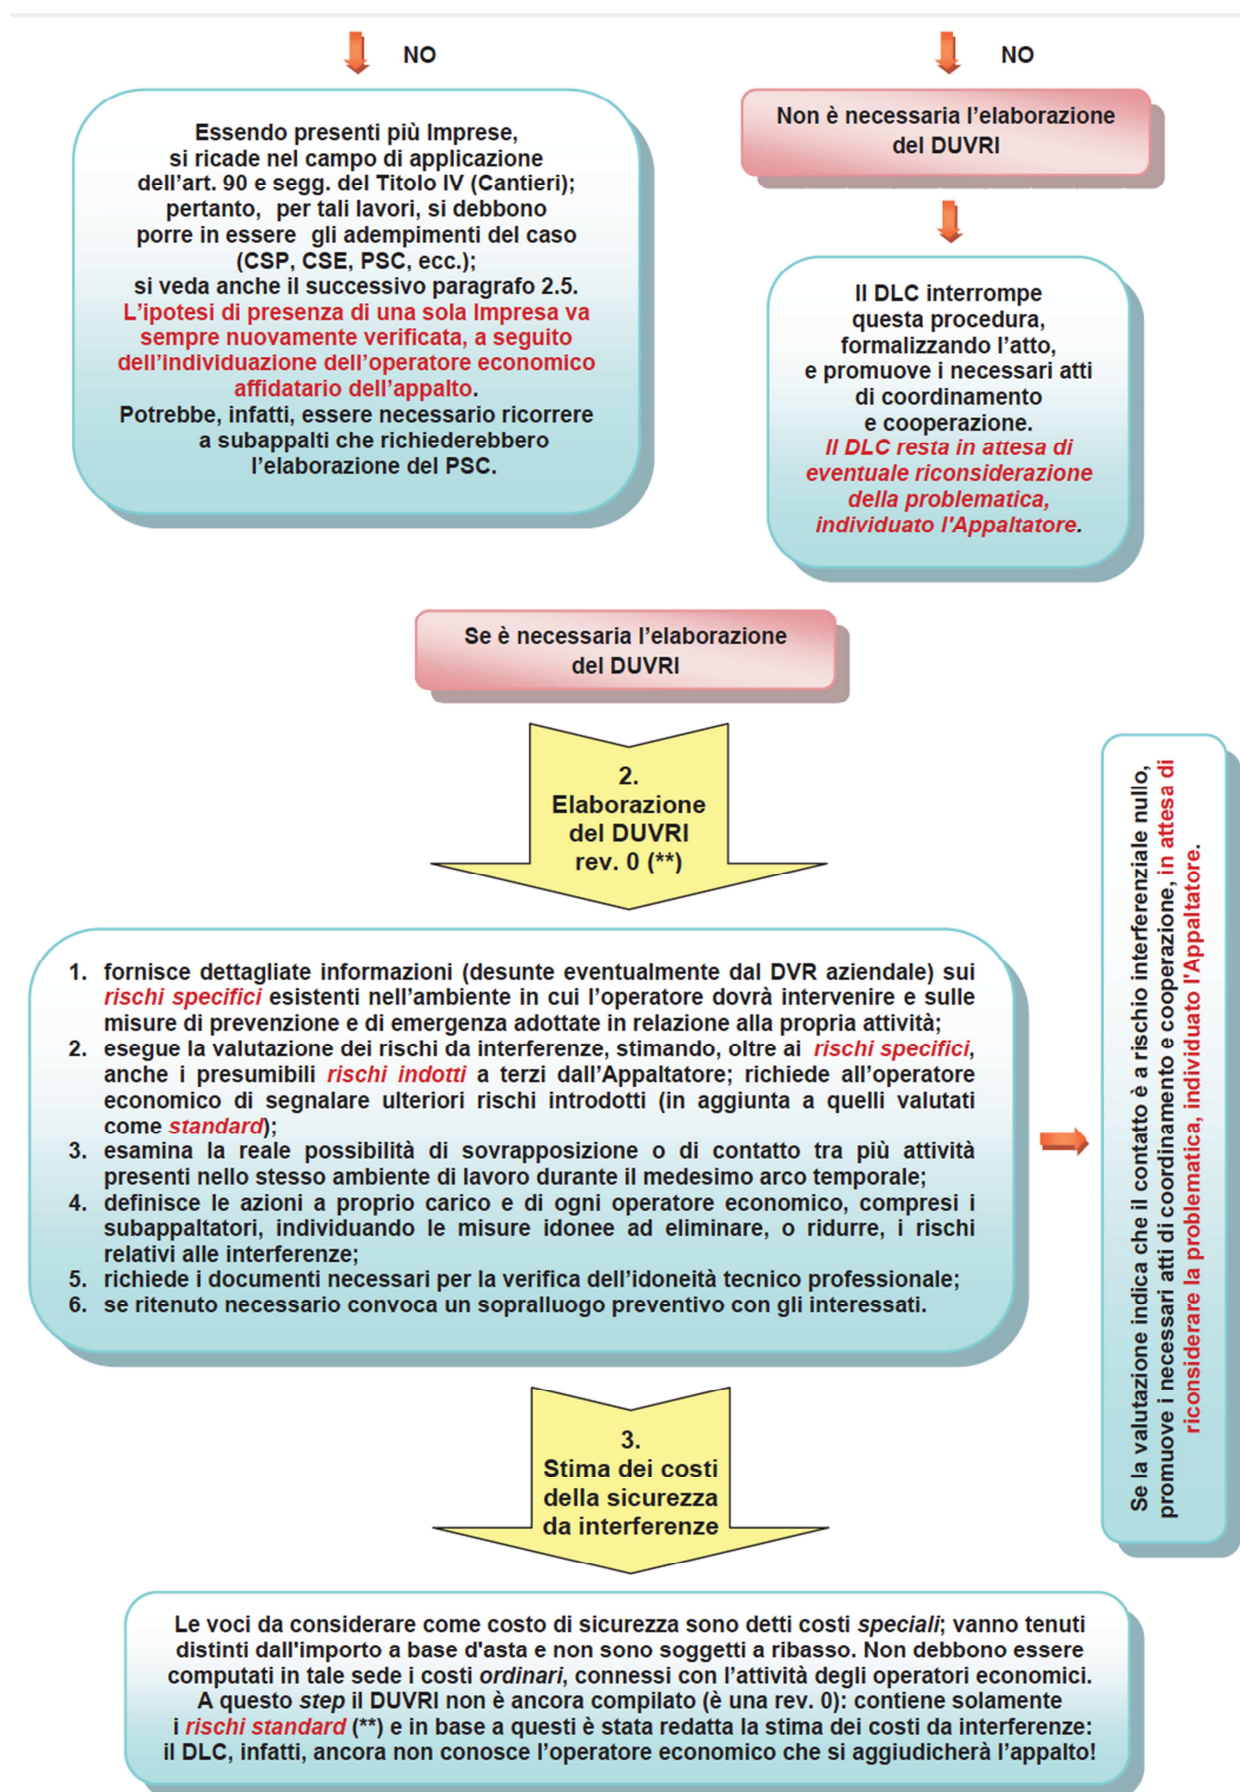 NO
Essendo presenti più Imprese,
si ricade nel campo di applicazione
dell'art. 90 e segg. del Titolo IV (Cantieri);
pertanto, per tali lavori, si debbono
porre in essere gli adempimenti del caso
(CSP, CSE, PSC, ecc.);
si veda anche il successivo paragrafo 2.5.
L'ipotesi di presenza di una sola Impresa va
sempre nuovamente verificata, a seguito
dell'individuazione dell'operatore economico
affidatario dell'appalto.
Potrebbe, infatti, essere necessario ricorrere
a subappalti che richiederebbero
l'elaborazione del PSC.
NO
Non è necessaria l'elaborazione
del DUVRI
Il DLC interrompe
questa procedura,
formalizzando l'atto,
e promuove i necessari atti
di coordinamento
e cooperazione.
Il DLC resta in attesa di
eventuale riconsiderazione
della problematica,
individuato l'Appaltatore.
Se è necessaria l'elaborazione
del DUVRI
2.
Elaborazione
del DUVRI
rev. 0 (**)
1. fornisce dettagliate informazioni (desunte eventualmente dal DVR aziendale) sui
rischi specifici esistenti nell'ambiente in cui l'operatore dovrà intervenire e sulle
misure di prevenzione e di emergenza adottate in relazione alla propria attività;
2. esegue la valutazione dei rischi da interferenze, stimando, oltre ai rischi specifici,
anche i presumibili rischi indotti a terzi dall'Appaltatore; richiede all'operatore
economico di segnalare ulteriori rischi introdotti (in aggiunta a quelli valutati
come standard);
3. esamina la reale possibilità di sovrapposizione o di contatto tra più attività
presenti nello stesso ambiente di lavoro durante il medesimo arco temporale;
4. definisce le azioni a proprio carico e di ogni operatore economico, compresi i
subappaltatori, individuando le misure idonee ad eliminare, o ridurre, i rischi
relativi alle interferenze;
5. richiede i documenti necessari per la verifica dell'idoneità tecnico professionale;
6. se ritenuto necessario convoca un sopralluogo preventivo con gli interessati.
Se la valutazione indica che il contatto è a rischio interferenziale nullo,
promuove i necessari atti di coordinamento e cooperazione, in attesa di
riconsiderare la problematica, individuato l'Appaltatore.
3.
Stima dei costi
della sicurezza
da interferenze
Le voci da considerare come costo di sicurezza sono detti costi speciali; vanno tenuti
distinti dall'importo a base d'asta e non sono soggetti a ribasso. Non debbono essere
computati in tale sede i costi ordinari, connessi con l'attività degli operatori economici.
A questo step il DUVRI non è ancora compilato (è una rev. 0): contiene solamente
i rischi standard (**) e in base a questi è stata redatta la stima dei costi da interferenze:
il DLC, infatti, ancora non conosce l'operatore economico che si aggiudicherà l'appalto!